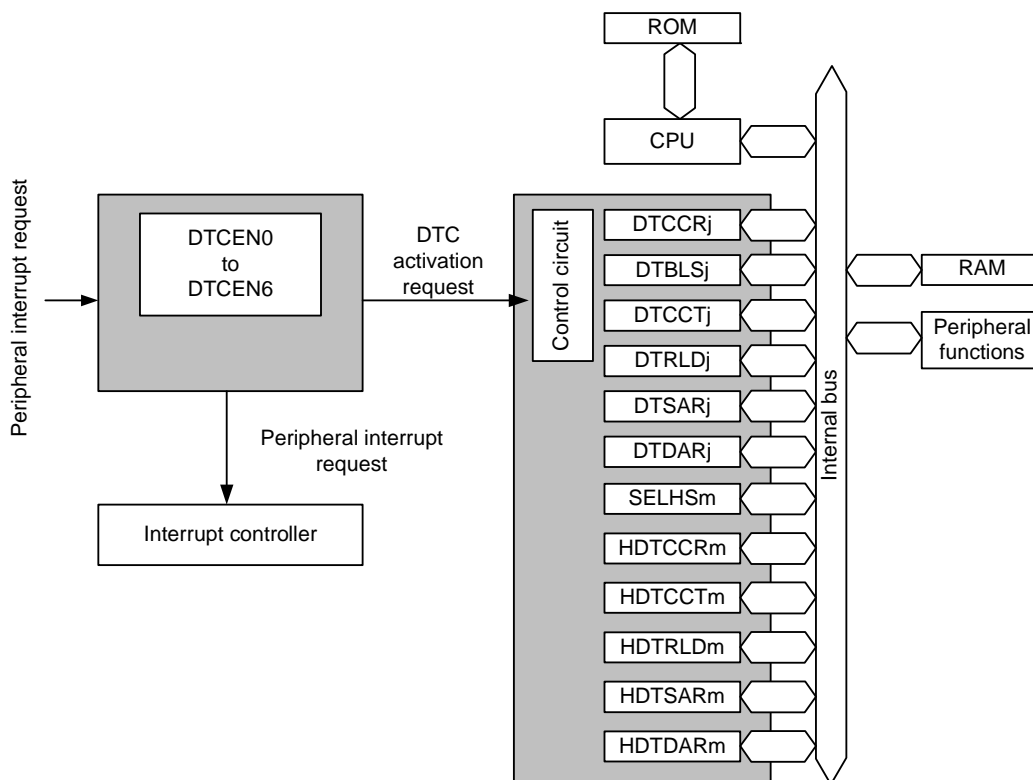 ROM
CPU
Peripheral interrupt request
DTCEN0
to
DTCEN6
DTC
activation
request
Control circuit
DTCCRj
DTBLSj
DTCCTj
DTRLDj
DTSARj
DTDARj
SELHSm
HDTCCRm
HDTCCTm
HDTRLDm
HDTSARm
HDTDARm
Internal bus
RAM
Peripheral
functions
Peripheral interrupt
request
Interrupt controller